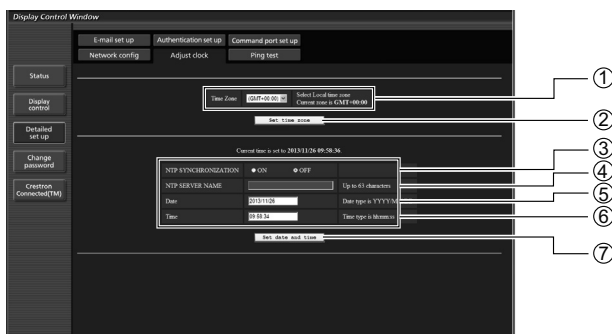 Display Control Window
E-mail set up
Authentication set up
Command port set up
Network config
Adjust clock
Ping test
Status
Display control
Detailed set up
Change password
Crestron Connected(TM)
Time Zone
(GMT+00:00)
Select Local time zone
Current zone is GMT+00:00
Set time zone
Current time is set to 2013/11/26 09:58:36.
NTP SYNCHRONIZATION
ON
OFF
NTP SERVER NAME
Up to 63 characters
Date
2013/11/26
Date type is YYYY/M
Time
09:58:34
Time type is hh:mm:ss
Set date and time
①
②
③
④
⑤
⑥
⑦